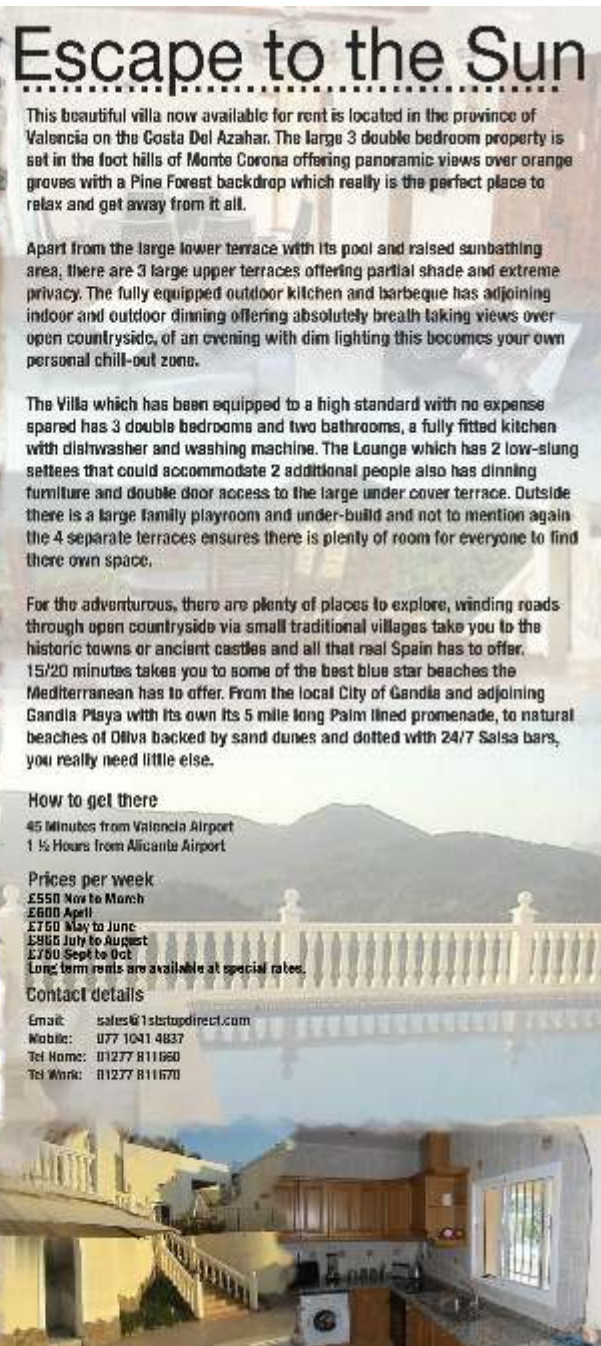 Escape to the Sun
This beautiful villa now available for rent is located in the province of
Valencia on the Costa Del Azahar. The large 3 double bedroom property is
set in the foot hills of Monte Corona offering panoramic views over orange
groves with a Pine Forest backdrop which really is the perfect place to
relax and get away from it all.
Apart from the large lower terrace with its pool and raised sunbathing
area, there are 3 large upper terraces offering partial shade and extreme
privacy. The fully equipped outdoor kitchen and barbeque has adjoining
indoor and outdoor dinning offering absolutely breath taking views over
open countryside, of an evening with dim lighting this becomes your own
personal chill-out zone.
The Villa which has been equipped to a high standard with no expense
spared has 3 double bedrooms and two bathrooms, a fully fitted kitchen
with dishwasher and washing machine. The Lounge which has 2 low-slung
settees that could accommodate 2 additional people also has dinning
furniture and double door access to the large under cover terrace. Outside
there is a large family playroom and under-build and not to mention again
the 4 separate terraces ensures there is plenty of room for everyone to find
there own space.
For the adventurous, there are plenty of places to explore, winding roads
through open countryside via small traditional villages take you to the
historic towns or ancient castles and all that real Spain has to offer.
15/20 minutes takes you to some of the best blue star beaches the
Mediterranean has to offer. From the local City of Gandia and adjoining
Gandia Playa with its own its 5 mile long Palm lined promenade, to natural
beaches of Oliva backed by sand dunes and dotted with 24/7 Salsa bars,
you really need little else.
How to get there
45 Minutes from Valencia Airport
1 ½ Hours from Alicante Airport
Prices per week
£550 Nov to March
£600 April
£750 May to June
£965 July to August
£750 Sept to Oct
Long term rents are available at special rates.
Contact details
Email: sales@1ststopdirect.com
Mobile: 077 1041 4837
Tel Home: 01277 811660
Tel Work: 01277 811670